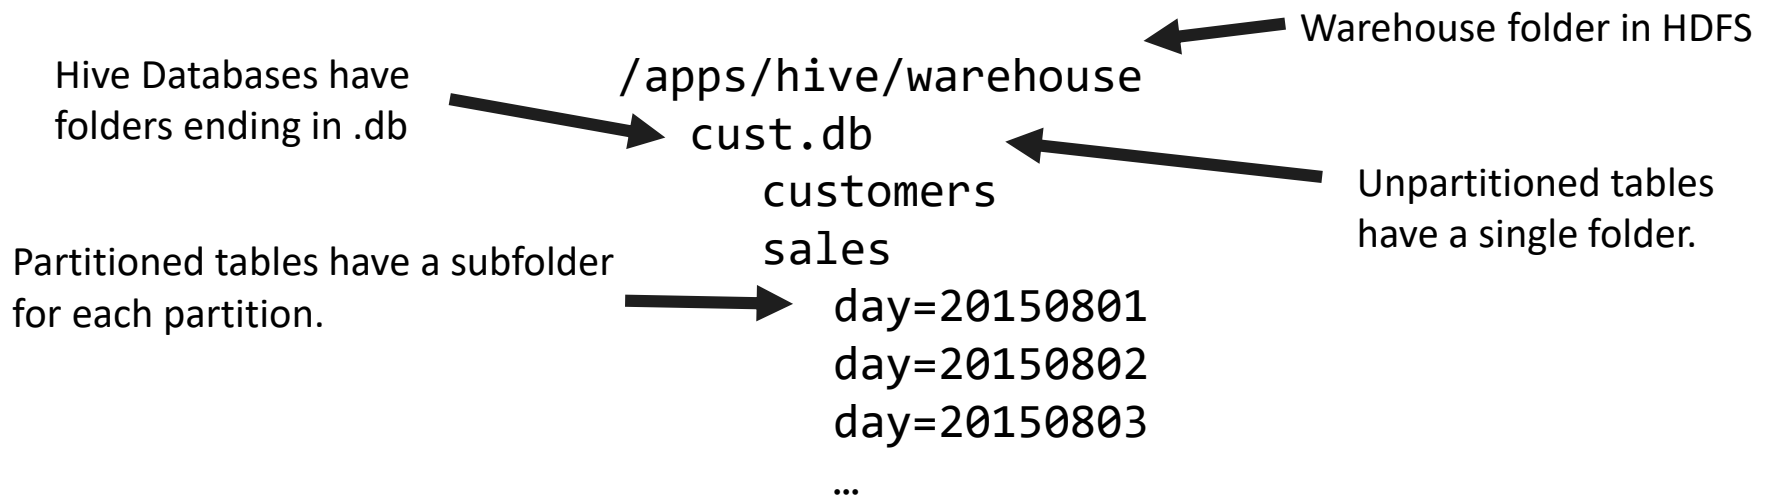 Warehouse folder in HDFS
/apps/hive/warehouse
Hive Databases have
folders ending in .db
cust.db
customers
Unpartitioned tables
have a single folder.
sales
Partitioned tables have a subfolder
for each partition.
day=20150801
day=20150802
day=20150803
…